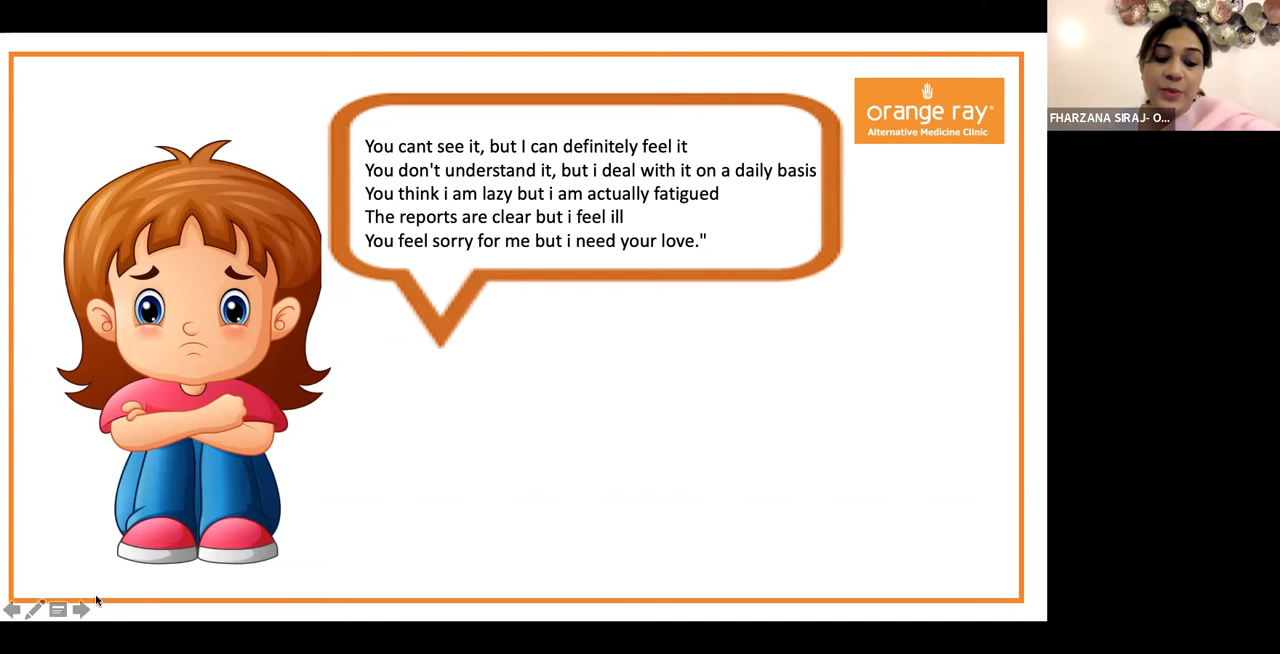 You cant see it, but I can definitely feel it
You don't understand it, but i deal with it on a daily basis
You think i am lazy but i am actually fatigued
The reports are clear but i feel ill
You feel sorry for me but i need your love."
orange ray®
Alternative Medicine Clinic
FHARZANA SIRAJ- O...